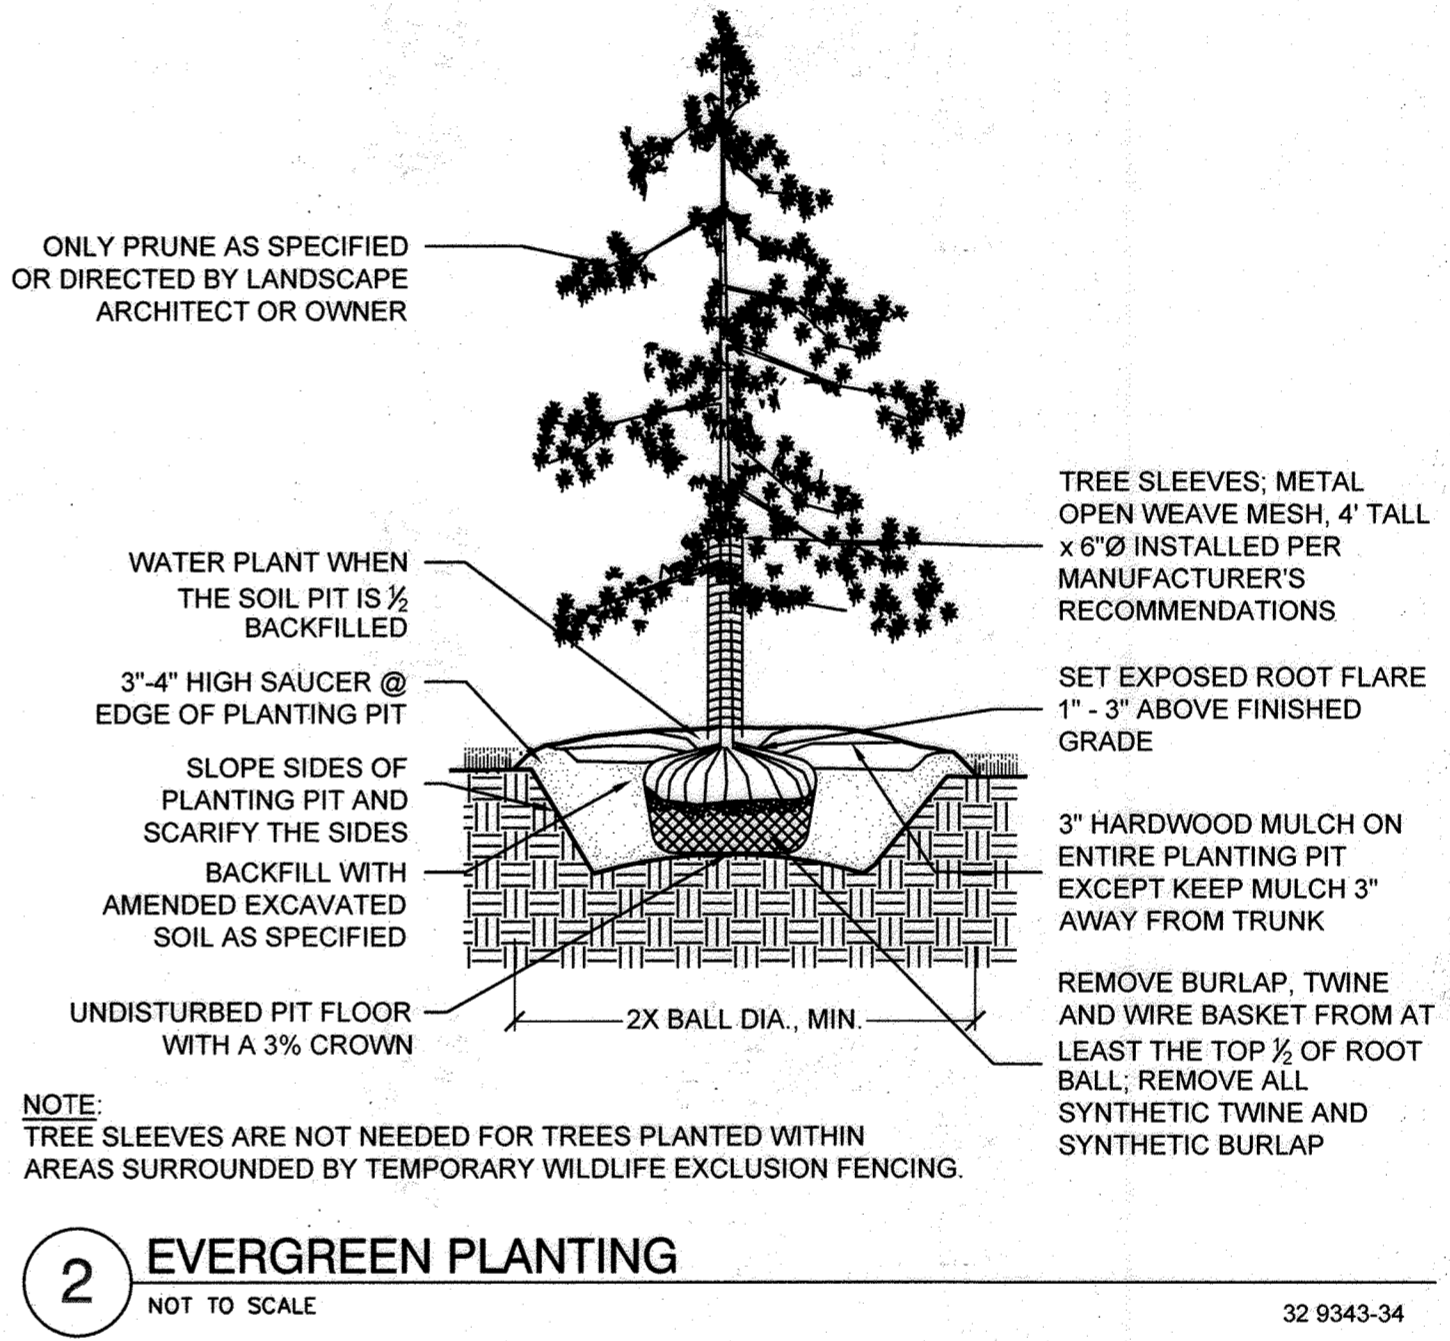 ONLY PRUNE AS SPECIFIED
OR DIRECTED BY LANDSCAPE
ARCHITECT OR OWNER
WATER PLANT WHEN
THE SOIL PIT IS ½
BACKFILLED
3"-4" HIGH SAUCER @
EDGE OF PLANTING PIT
SLOPE SIDES OF
PLANTING PIT AND
SCARIFY THE SIDES
BACKFILL WITH
AMENDED EXCAVATED
SOIL AS SPECIFIED
UNDISTURBED PIT FLOOR
WITH A 3% CROWN
2X BALL DIA., MIN.
TREE SLEEVES; METAL
OPEN WEAVE MESH, 4' TALL
x 6"Ø INSTALLED PER
MANUFACTURER'S
RECOMMENDATIONS
SET EXPOSED ROOT FLARE
1" - 3" ABOVE FINISHED
GRADE
3" HARDWOOD MULCH ON
ENTIRE PLANTING PIT
EXCEPT KEEP MULCH 3"
AWAY FROM TRUNK
REMOVE BURLAP, TWINE
AND WIRE BASKET FROM AT
LEAST THE TOP ½ OF ROOT
BALL; REMOVE ALL
SYNTHETIC TWINE AND
SYNTHETIC BURLAP
NOTE:
TREE SLEEVES ARE NOT NEEDED FOR TREES PLANTED WITHIN
AREAS SURROUNDED BY TEMPORARY WILDLIFE EXCLUSION FENCING.
2 EVERGREEN PLANTING
NOT TO SCALE
32 9343-34